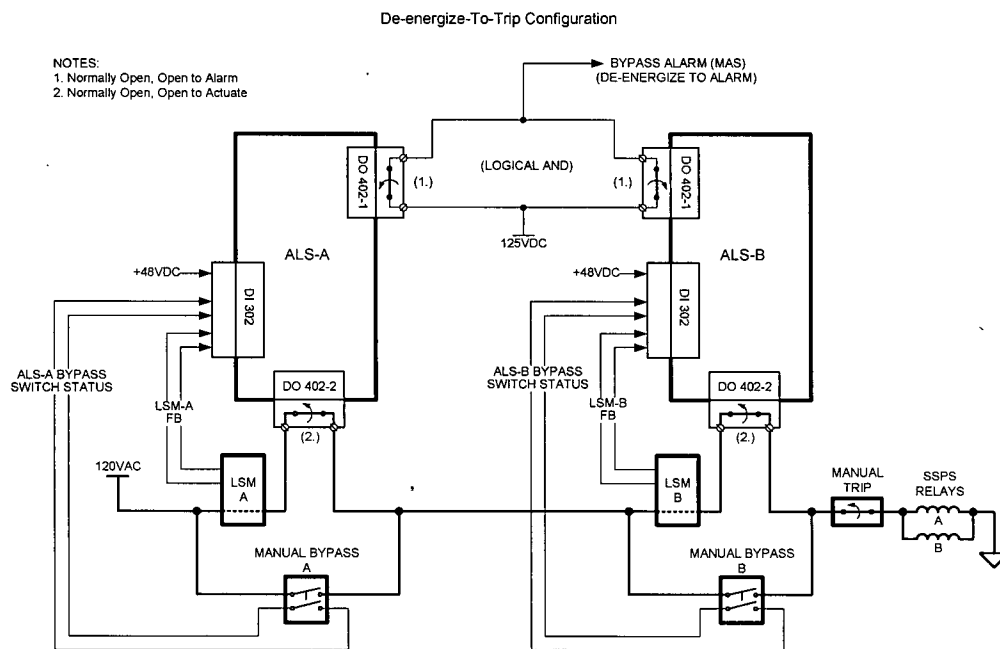 De-energize-To-Trip Configuration
NOTES:
1. Normally Open, Open to Alarm
2. Normally Open, Open to Actuate
BYPASS ALARM (MAS)
(DE-ENERGIZE TO ALARM)
DO 402-1
(1.)
(LOGICAL AND)
(1.)
DO 402-1
125VDC
ALS-A
ALS-B
+48VDC
DI 302
+48VDC
DI 302
ALS-A BYPASS
SWITCH STATUS
ALS-B BYPASS
SWITCH STATUS
DO 402-2
(2.)
DO 402-2
(2.)
LSM-A
FB
LSM-B
FB
120VAC
LSM
A
LSM
B
MANUAL
TRIP
SSPS
RELAYS
A
B
MANUAL BYPASS
A
MANUAL BYPASS
B